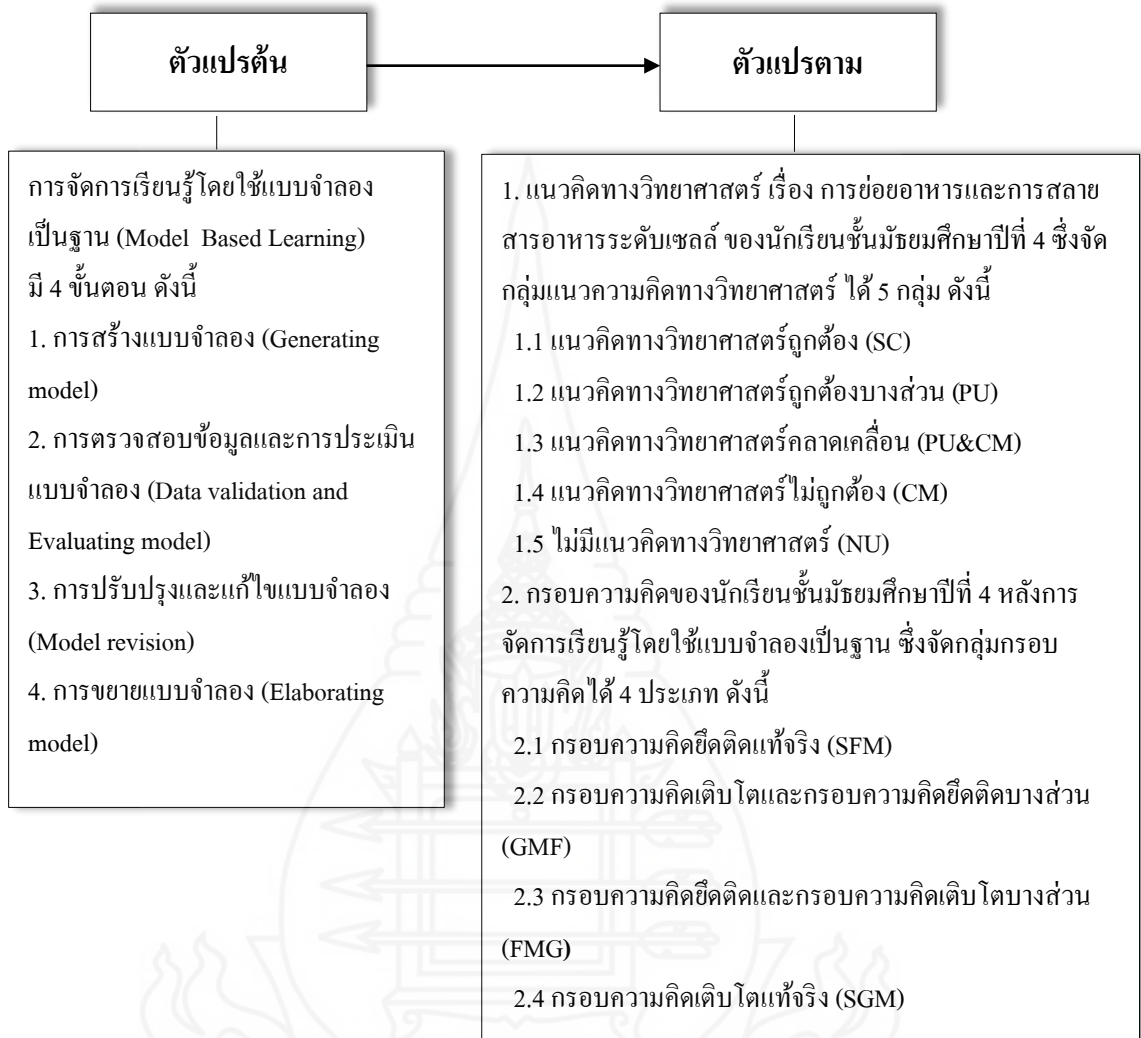 ตัวแปรต้น
ตัวแปรตาม
การจัดการเรียนรู้โดยใช้แบบจำลอง
เป็นฐาน (Model Based Learning)
มี 4 ขั้นตอน ดังนี้
1. การสร้างแบบจำลอง (Generating
model)
2. การตรวจสอบข้อมูลและการประเมิน
แบบจำลอง (Data validation and
Evaluating model)
3. การปรับปรุงและแก้ไขแบบจำลอง
(Model revision)
4. การขยายแบบจำลอง (Elaborating
model)
1. แนวคิดทางวิทยาศาสตร์ เรื่อง การย่อยอาหารและการสลาย
สารอาหารระดับเซลล์ ของนักเรียนชั้นมัธยมศึกษาปีที่ 4 ซึ่งจัด
กลุ่มแนวความคิดทางวิทยาศาสตร์ ได้ 5 กลุ่ม ดังนี้
1.1 แนวคิดทางวิทยาศาสตร์ถูกต้อง (SC)
1.2 แนวคิดทางวิทยาศาสตร์ถูกต้องบางส่วน (PU)
1.3 แนวคิดทางวิทยาศาสตร์คลาดเคลื่อน (PU&CM)
1.4 แนวคิดทางวิทยาศาสตร์ไม่ถูกต้อง (CM)
1.5 ไม่มีแนวคิดทางวิทยาศาสตร์ (NU)
2. กรอบความคิดของนักเรียนชั้นมัธยมศึกษาปีที่ 4 หลังการ
จัดการเรียนรู้โดยใช้แบบจำลองเป็นฐาน ซึ่งจัดกลุ่มกรอบ
ความคิดได้ 4 ประเภท ดังนี้
2.1 กรอบความคิดยึดติดแท้จริง (SFM)
2.2 กรอบความคิดเติบโตและกรอบความคิดยึดติดบางส่วน
(GMF)
2.3 กรอบความคิดยึดติดและกรอบความคิดเติบโตบางส่วน
(FMG)
2.4 กรอบความคิดเติบโตแท้จริง (SGM)